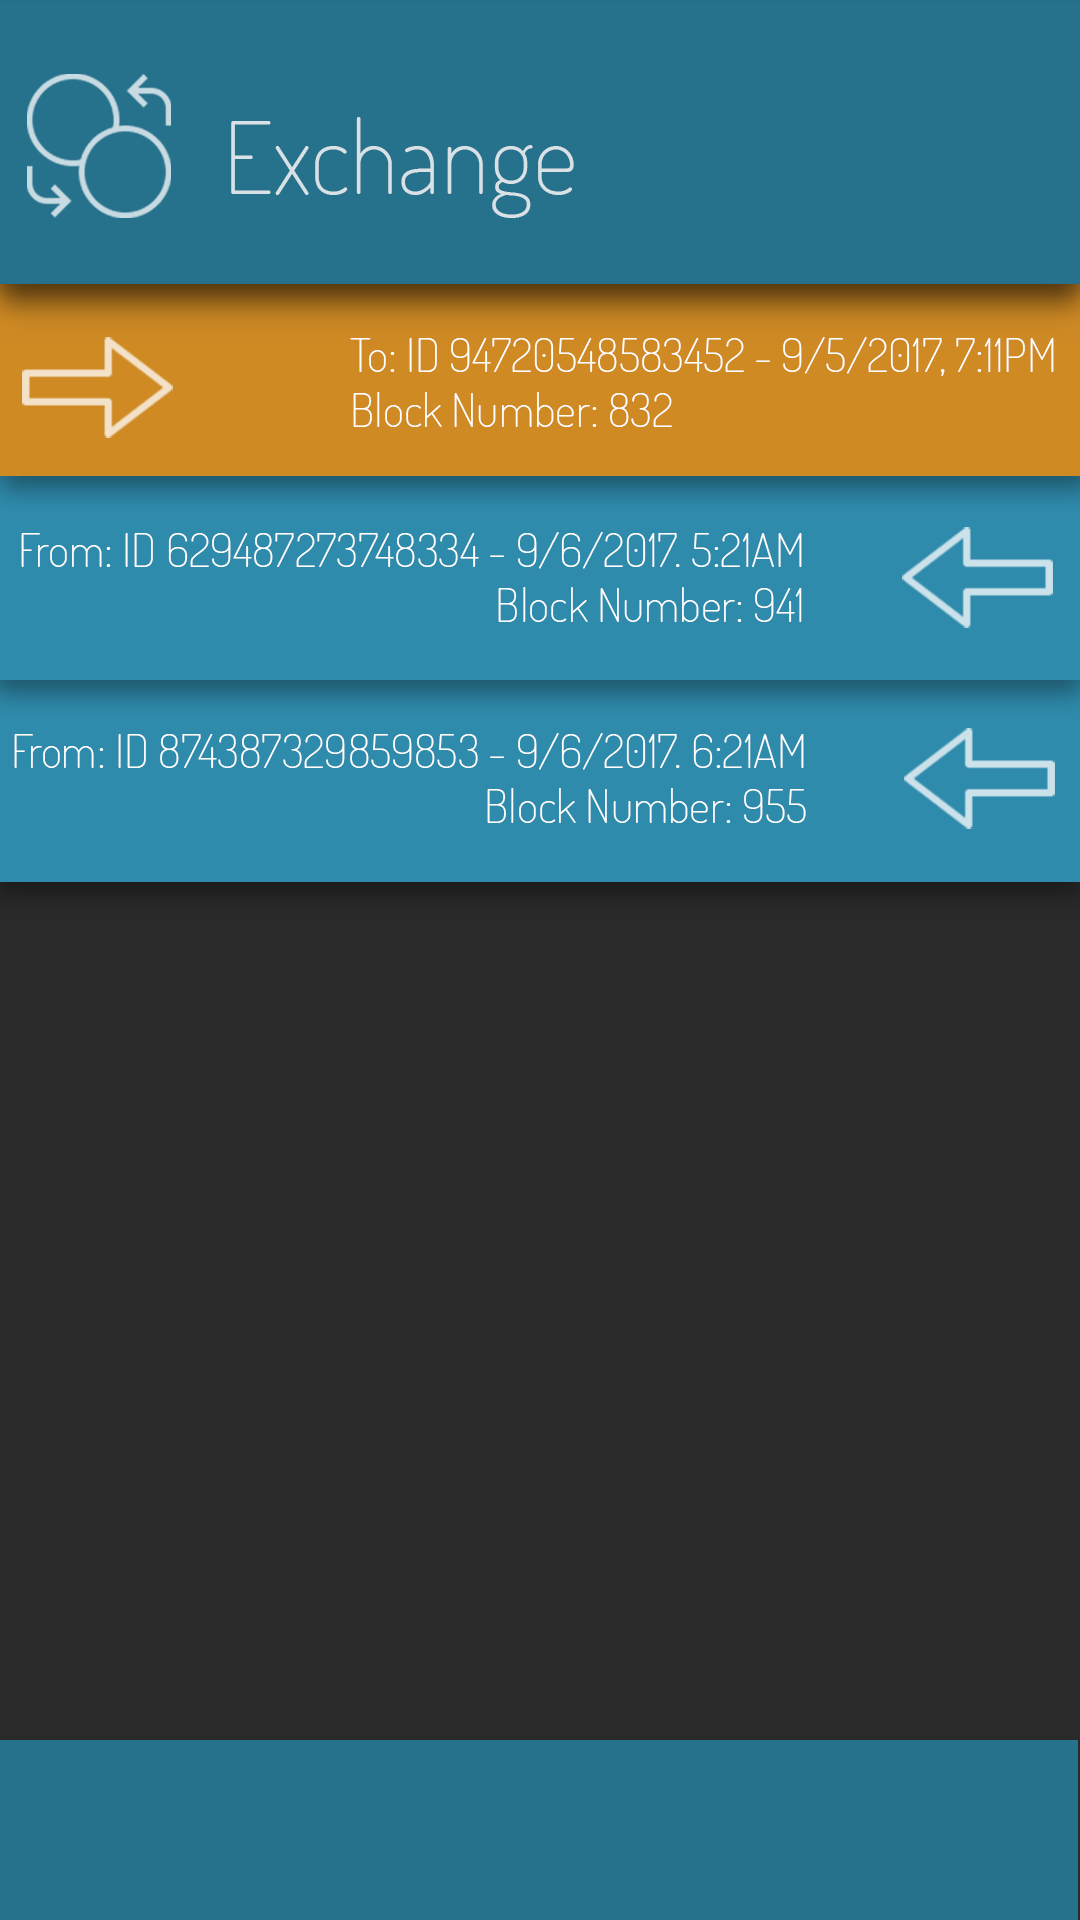 Exchange
To: ID 94720548583452 - 9/5/2017, 7:11PM
Block Number: 832
From: ID 629487273748334 - 9/6/2017. 5:21AM
Block Number: 941
From: ID 874387329859853 - 9/6/2017. 6:21AM
Block Number: 955